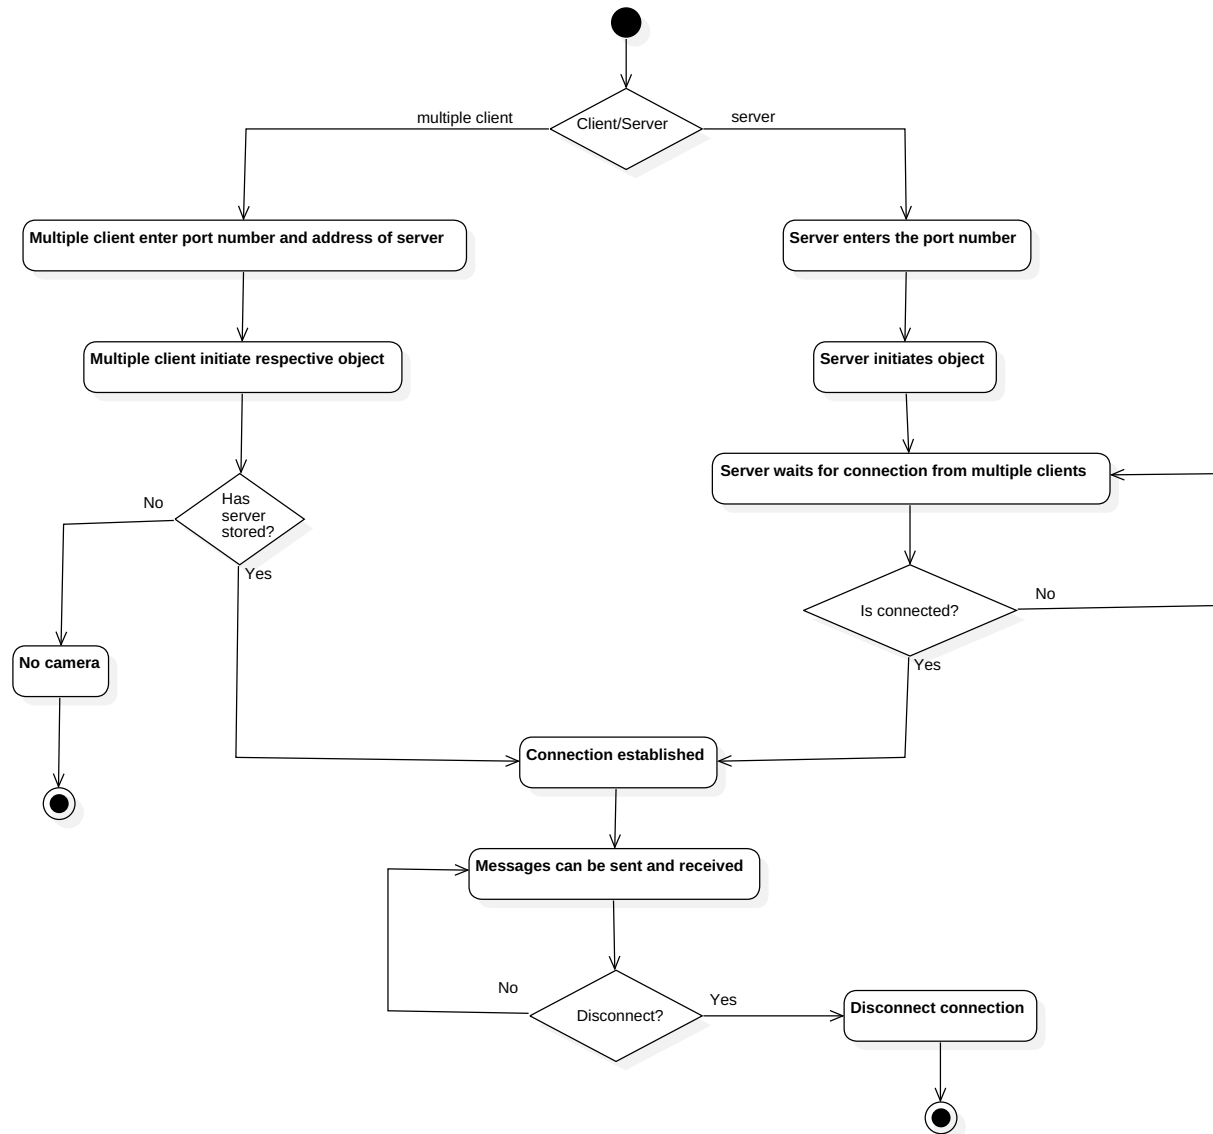 Client/Server
multiple client
server
Multiple client enter port number and address of server
Server enters the port number
Multiple client initiate respective object
Server initiates object
Server waits for connection from multiple clients
Has
server
stored?
No
Yes
Is connected?
No
Yes
No camera
Connection established
Messages can be sent and received
No
Disconnect?
Yes
Disconnect connection